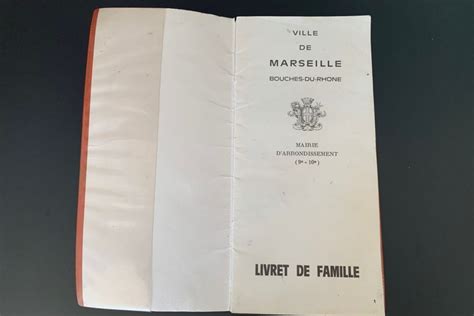 VILLE
DE
MARSEILLE
BOUCHES-DU-RHONE
MAIRIE
D'ARRONDISSEMENT
(9e - 10e)
LIVRET DE FAMILLE